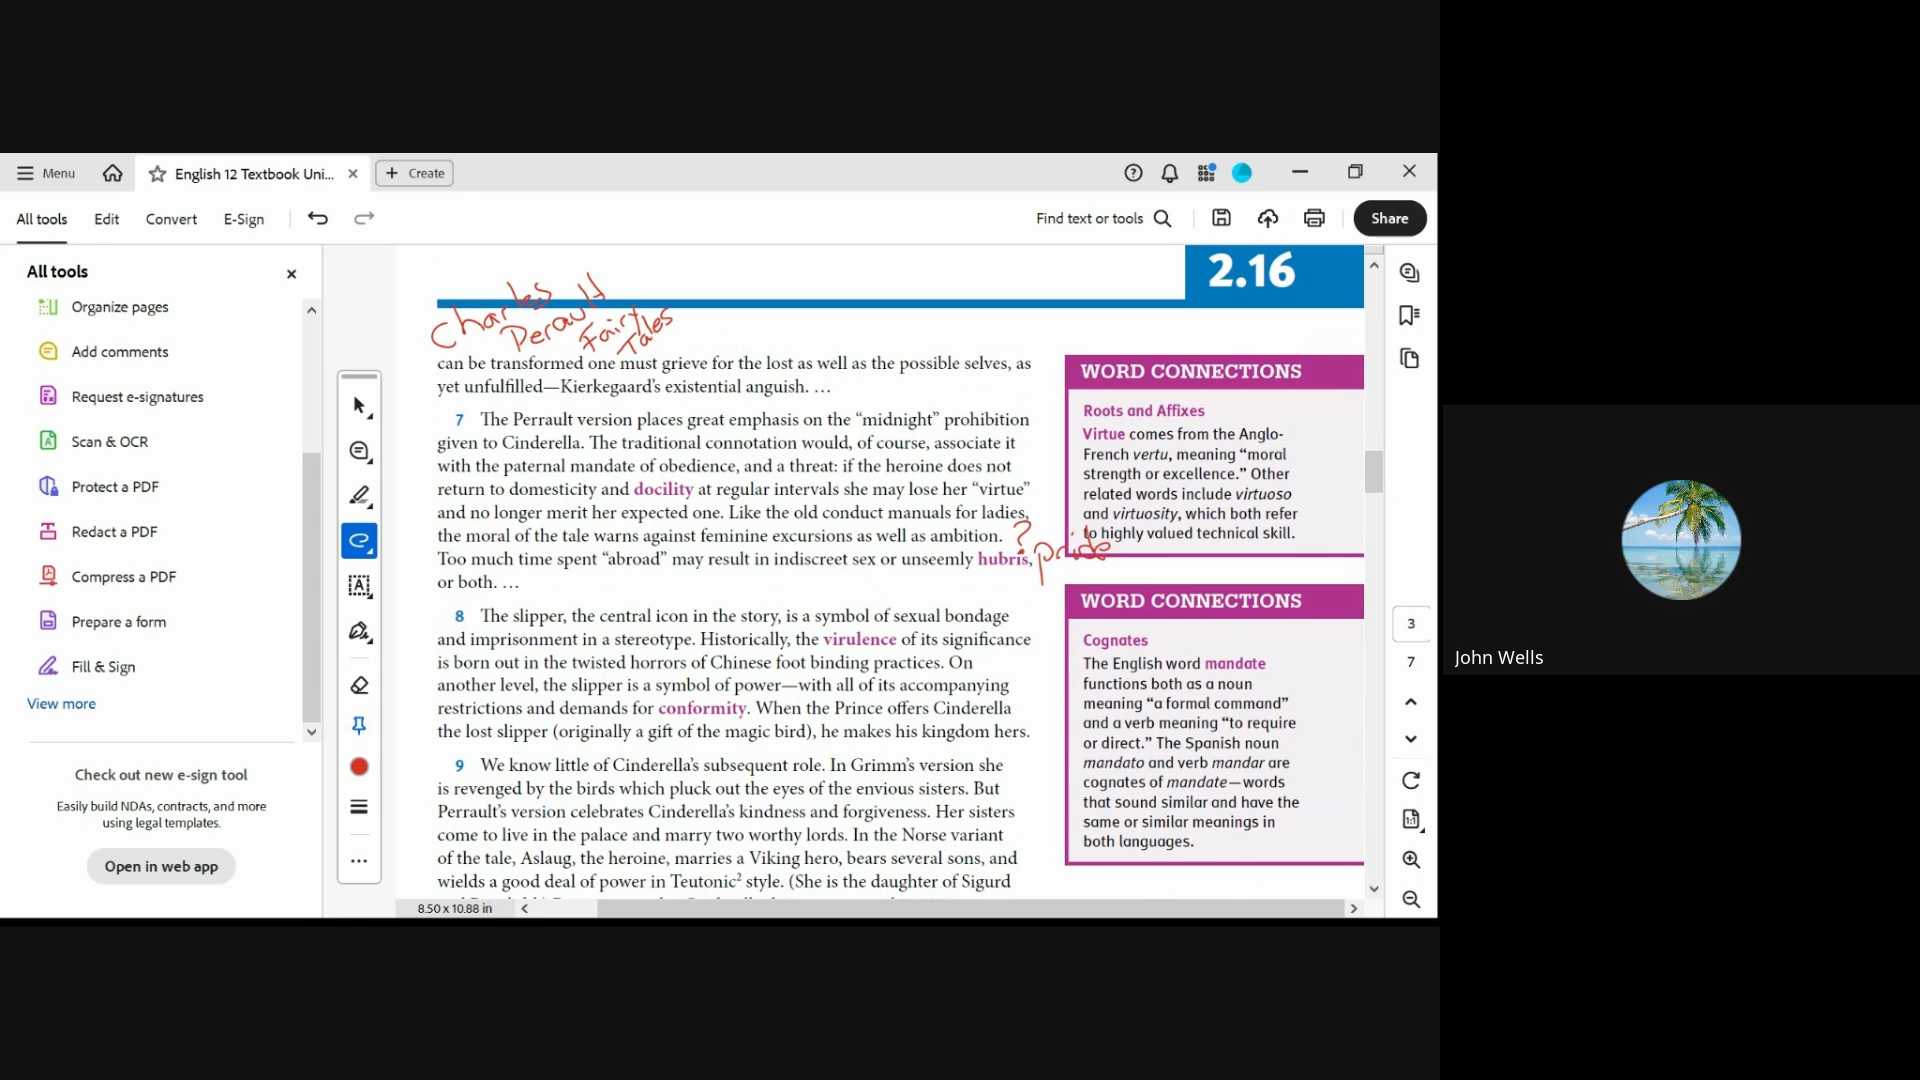 Menu
English 12 Textbook Uni...
Create
All tools
Edit
Convert
E-Sign
Find text or tools
Share
All tools
Organize pages
Add comments
Request e-signatures
Scan & OCR
Protect a PDF
Redact a PDF
Compress a PDF
Prepare a form
Fill & Sign
View more
Check out new e-sign tool
Easily build NDAs, contracts, and more
using legal templates.
Open in web app
2.16
Charles
Perault
Fairy
Tales
can be transformed one must grieve for the lost as well as the possible selves, as
yet unfulfilled—Kierkegaard’s existential anguish. …
7 The Perrault version places great emphasis on the “midnight” prohibition
given to Cinderella. The traditional connotation would, of course, associate it
with the paternal mandate of obedience, and a threat: if the heroine does not
return to domesticity and docility at regular intervals she may lose her “virtue”
and no longer merit her expected one. Like the old conduct manuals for ladies,
the moral of the tale warns against feminine excursions as well as ambition.
Too much time spent “abroad” may result in indiscreet sex or unseemly hubris,
or both. …
? pride
8 The slipper, the central icon in the story, is a symbol of sexual bondage
and imprisonment in a stereotype. Historically, the virulence of its significance
is born out in the twisted horrors of Chinese foot binding practices. On
another level, the slipper is a symbol of power—with all of its accompanying
restrictions and demands for conformity. When the Prince offers Cinderella
the lost slipper (originally a gift of the magic bird), he makes his kingdom hers.
9 We know little of Cinderella’s subsequent role. In Grimm’s version she
is revenged by the birds which pluck out the eyes of the envious sisters. But
Perrault’s version celebrates Cinderella’s kindness and forgiveness. Her sisters
come to live in the palace and marry two worthy lords. In the Norse variant
of the tale, Aslaug, the heroine, marries a Viking hero, bears several sons, and
wields a good deal of power in Teutonic² style. (She is the daughter of Sigurd
WORD CONNECTIONS
Roots and Affixes
Virtue comes from the Anglo-
French vertu, meaning “moral
strength or excellence.” Other
related words include virtuoso
and virtuosity, which both refer
to highly valued technical skill.
WORD CONNECTIONS
Cognates
The English word mandate
functions both as a noun
meaning “a formal command”
and a verb meaning “to require
or direct.” The Spanish noun
mandato and verb mandar are
cognates of mandate—words
that sound similar and have the
same or similar meanings in
both languages.
3
7
1:1
8.50 x 10.88 in
John Wells